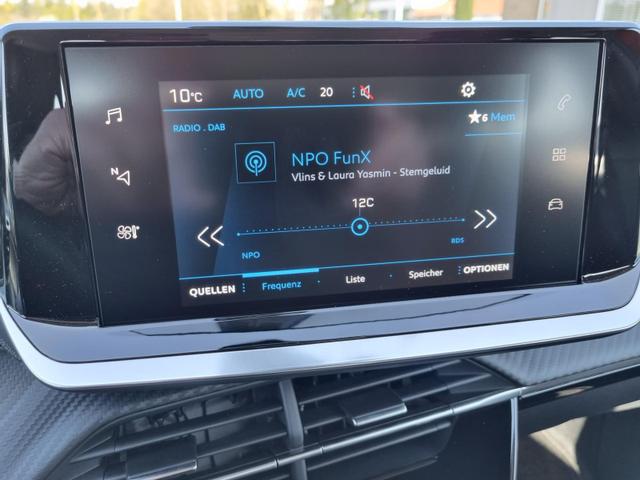 10°C AUTO A/C 20
RADIO . DAB
6 Mem
NPO FunX
Vlins & Laura Yasmin - Stemgeluid
12C
N
NPO RDS
QUELLEN Frequenz Liste Speicher OPTIONEN